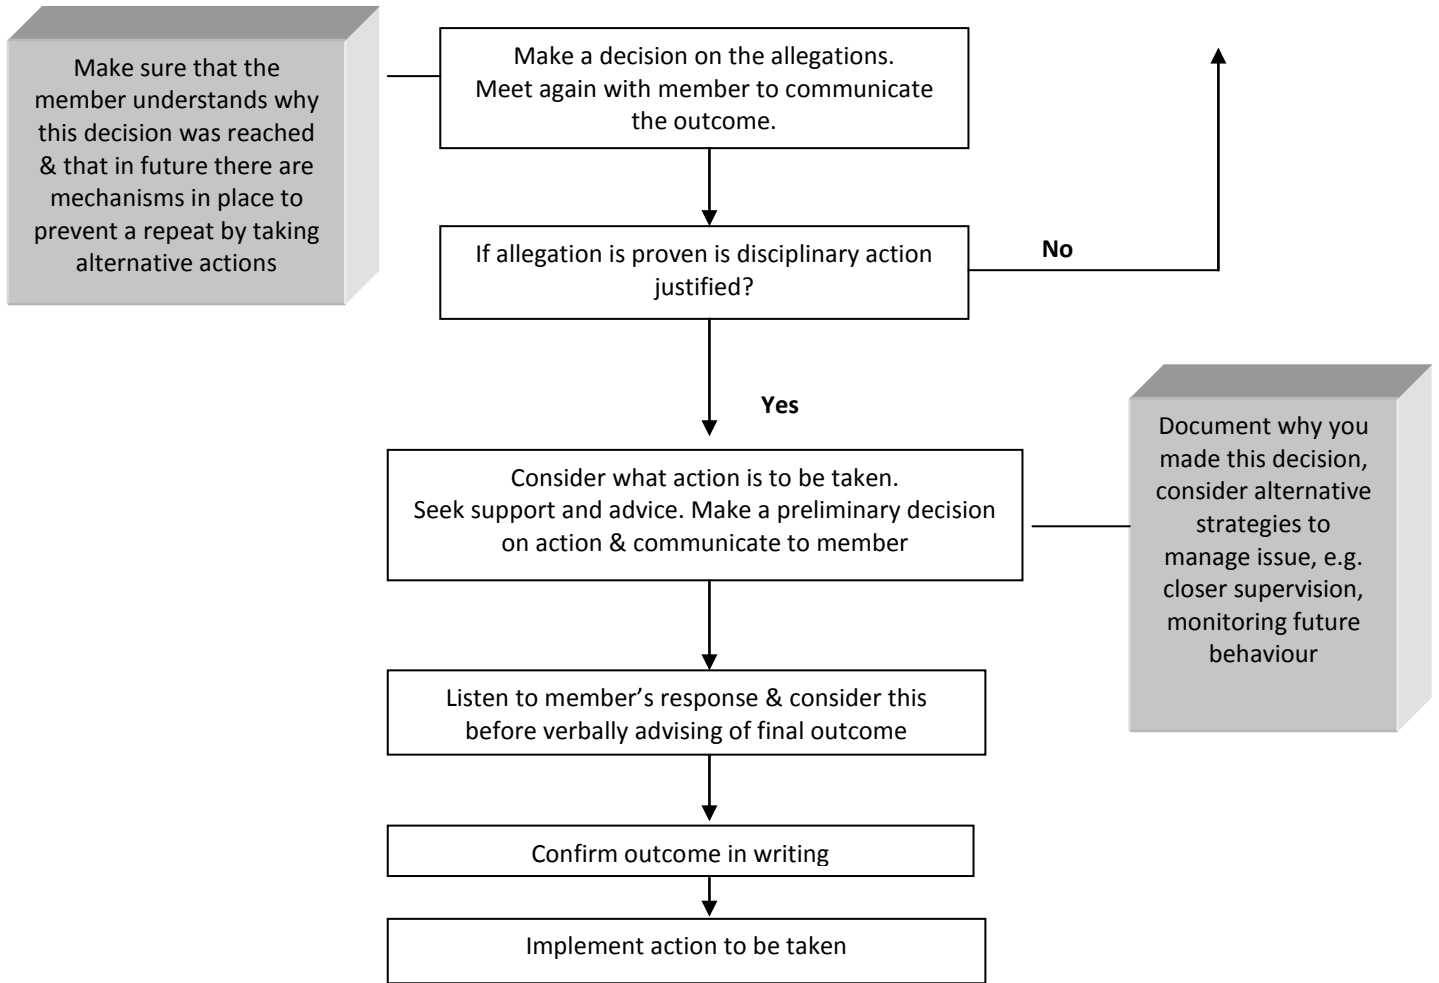 Make sure that the
member understands why
this decision was reached
& that in future there are
mechanisms in place to
prevent a repeat by taking
alternative actions
Make a decision on the allegations.
Meet again with member to communicate
the outcome.
If allegation is proven is disciplinary action
justified?
No
Yes
Consider what action is to be taken.
Seek support and advice. Make a preliminary decision
on action & communicate to member
Document why you
made this decision,
consider alternative
strategies to
manage issue, e.g.
closer supervision,
monitoring future
behaviour
Listen to member’s response & consider this
before verbally advising of final outcome
Confirm outcome in writing
Implement action to be taken